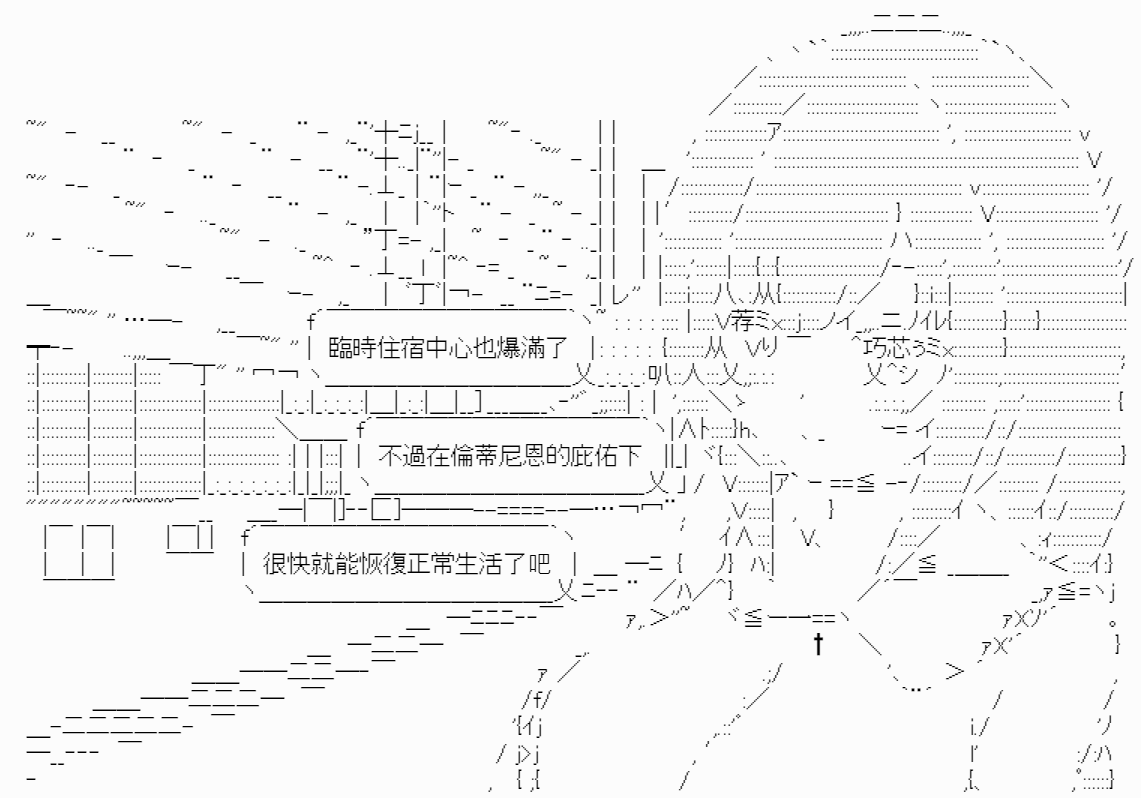 臨時住宿中心也爆滿了
不過在倫蒂尼恩的庇佑下
很快就能恢復正常生活了吧